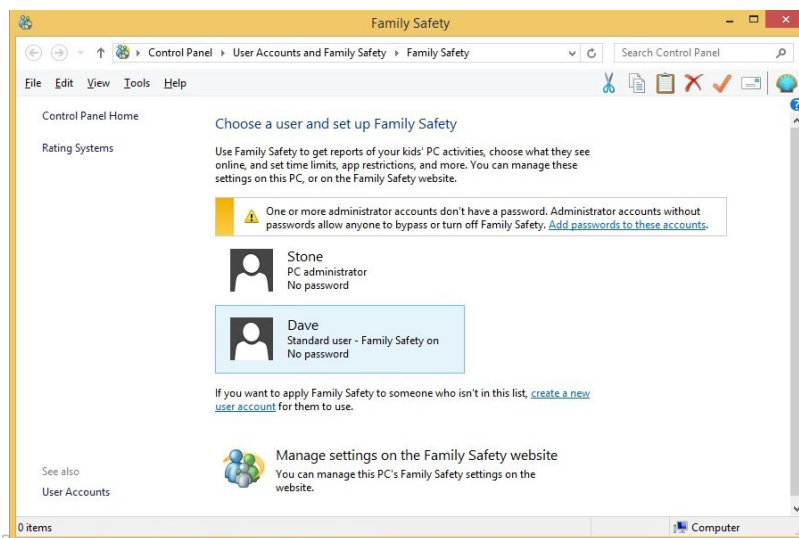 Family Safety
Control Panel User Accounts and Family Safety Family Safety
Search Control Panel
File Edit View Tools Help
Control Panel Home
Rating Systems
Choose a user and set up Family Safety
Use Family Safety to get reports of your kids' PC activities, choose what they see
online, and set time limits, app restrictions, and more. You can manage these
settings on this PC, or on the Family Safety website.
One or more administrator accounts don't have a password. Administrator accounts without
passwords allow anyone to bypass or turn off Family Safety. Add passwords to these accounts.
Stone
PC administrator
No password
Dave
Standard user - Family Safety on
No password
If you want to apply Family Safety to someone who isn't in this list, create a new
user account for them to use.
Manage settings on the Family Safety website
You can manage this PC's Family Safety settings on the
website.
See also
User Accounts
0 items
Computer